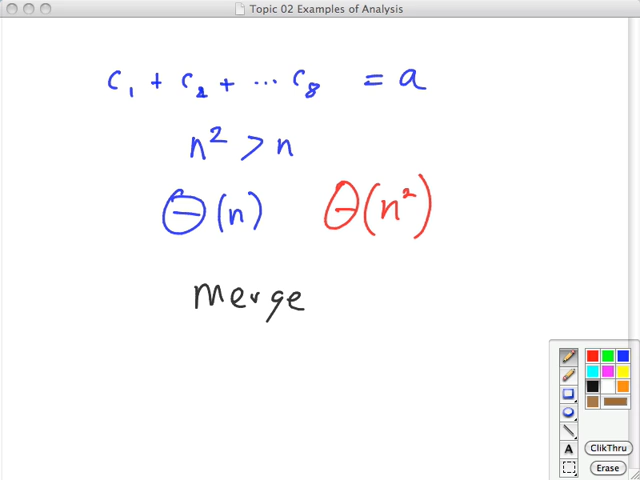 Topic 02 Examples of Analysis
c₁ + c₂ + ... c₈ = a
n² > n
Θ(n) Θ(n²)
merge
A
ClikThru
Erase